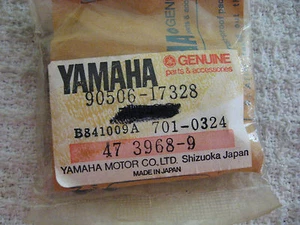 YAMAHA GENUINE
parts & accessories
90506-17328
B841009A 701-0324
47 3968-9
YAMAHA MOTOR CO.LTD. Shizuoka Japan
MADE IN JAPAN